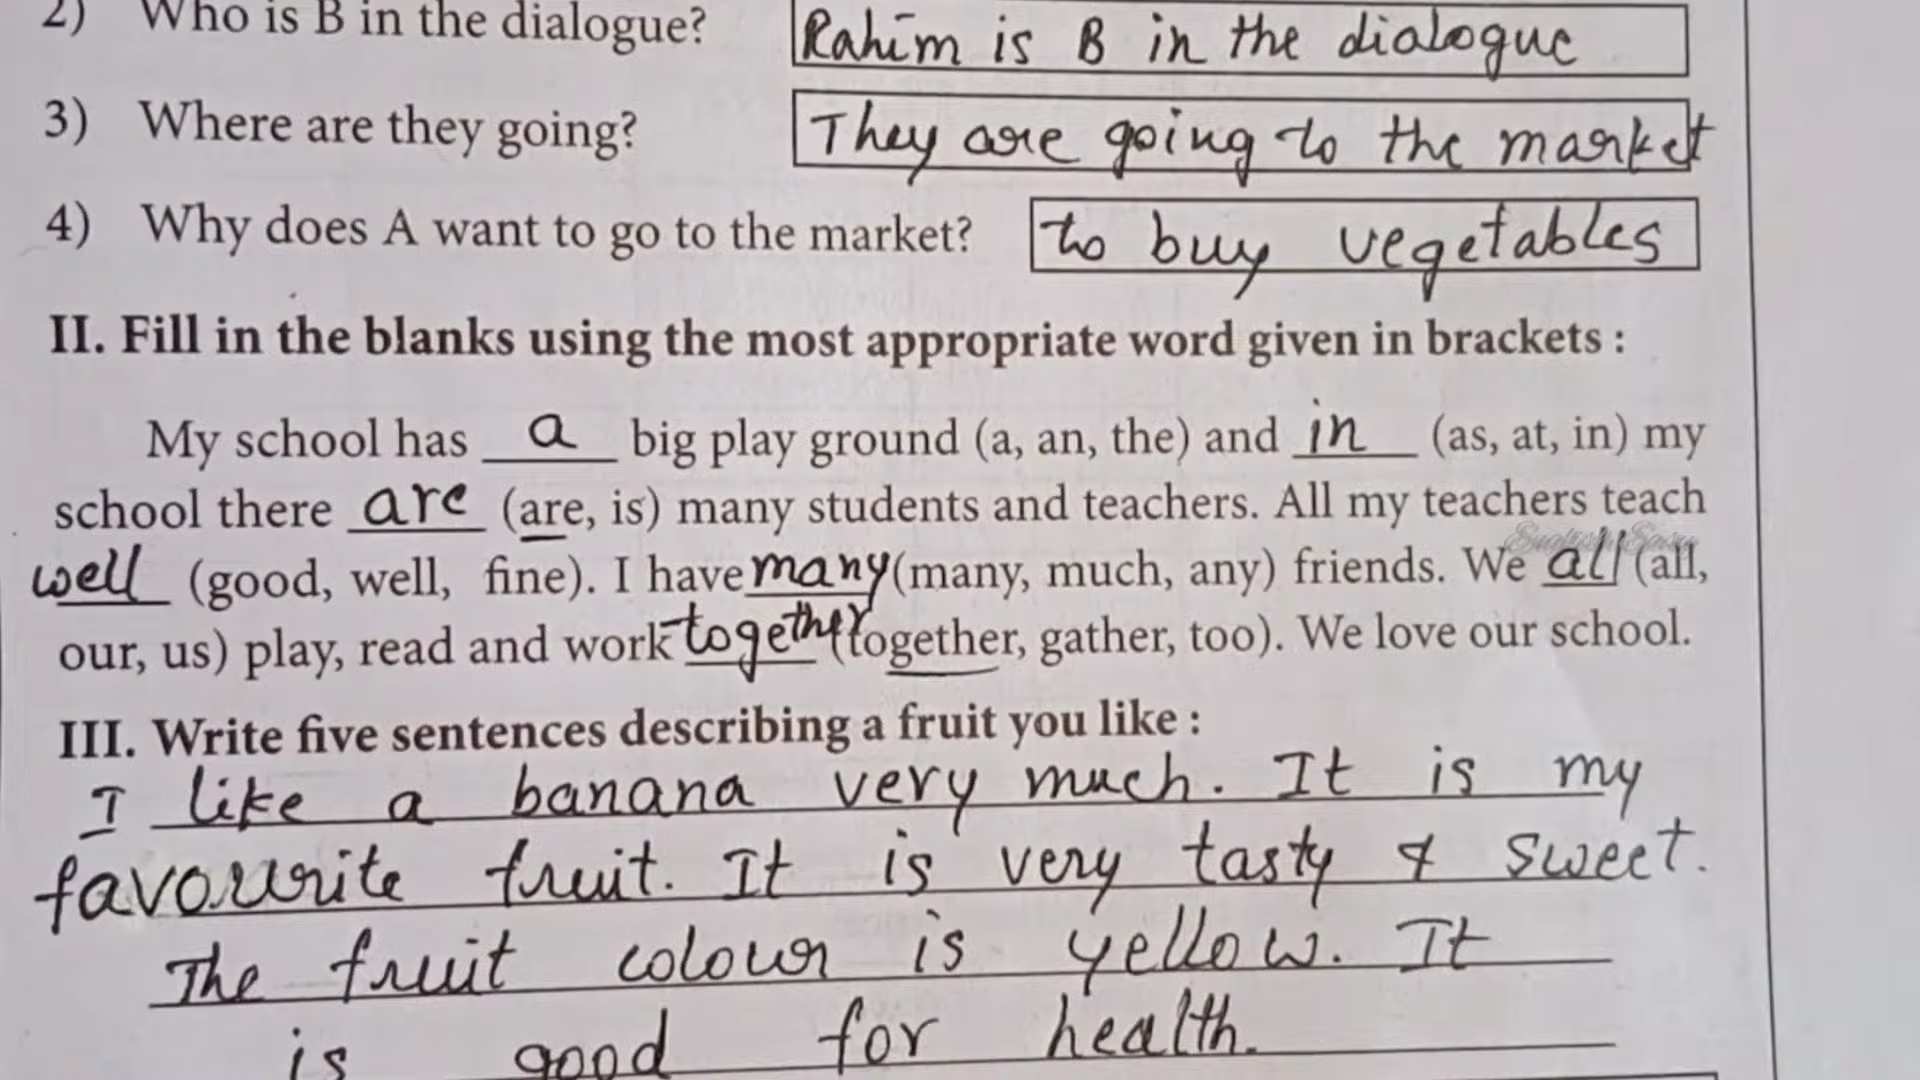 2) Who is B in the dialogue? Rahim is B in the dialogue
3) Where are they going? They are going to the market
4) Why does A want to go to the market? to buy vegetables
II. Fill in the blanks using the most appropriate word given in brackets :
My school has a big play ground (a, an, the) and in (as, at, in) my
school there are (are, is) many students and teachers. All my teachers teach
well (good, well, fine). I have many (many, much, any) friends. We all (all,
our, us) play, read and work together (together, gather, too). We love our school.
III. Write five sentences describing a fruit you like :
I like a banana very much. It is my
favourite fruit. It is very tasty & sweet.
The fruit colour is yellow. It
is good for health.